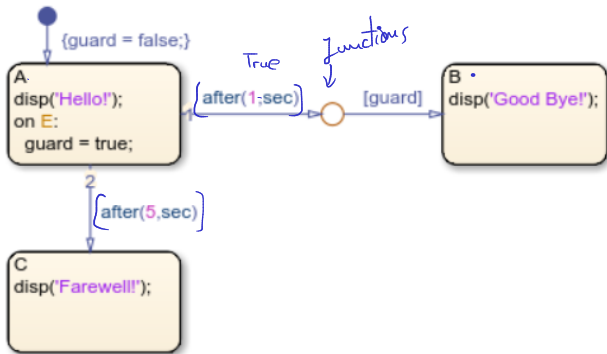 {guard = false;}
True
junctions
A
disp('Hello!');
on E:
guard = true;
1
[after(1,sec)]
[guard]
B
disp('Good Bye!');
2
[after(5,sec)]
C
disp('Farewell!');